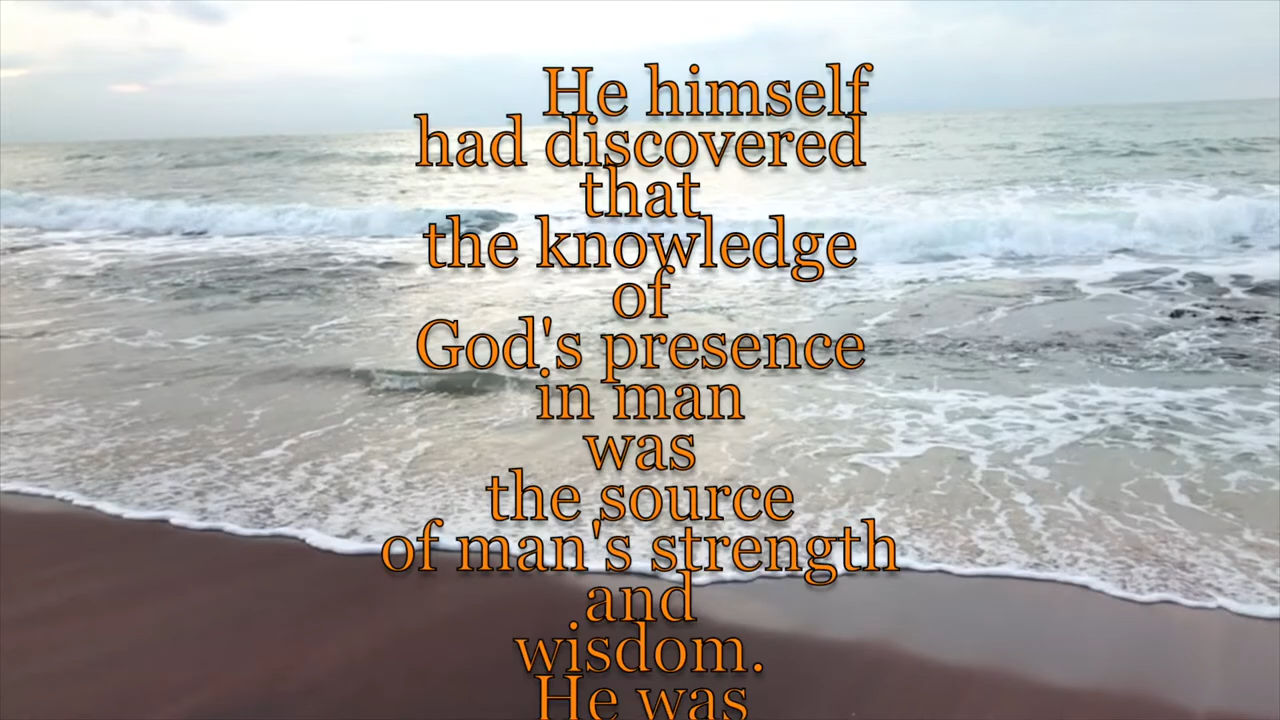 He himself
had discovered
that
the knowledge
of
God's presence
in man
was
the source
of man's strength
and
wisdom.
He was